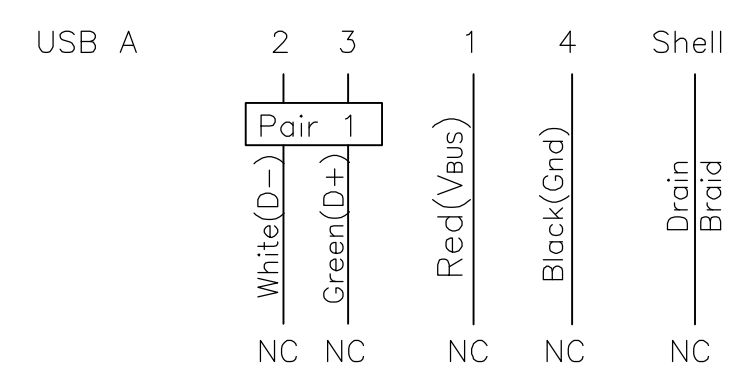 USB A 2 3 1 4 Shell
Pair 1
White(D-)
Green(D+)
Red(VBUS)
Black(Gnd)
Drain
Braid
NC NC NC NC NC